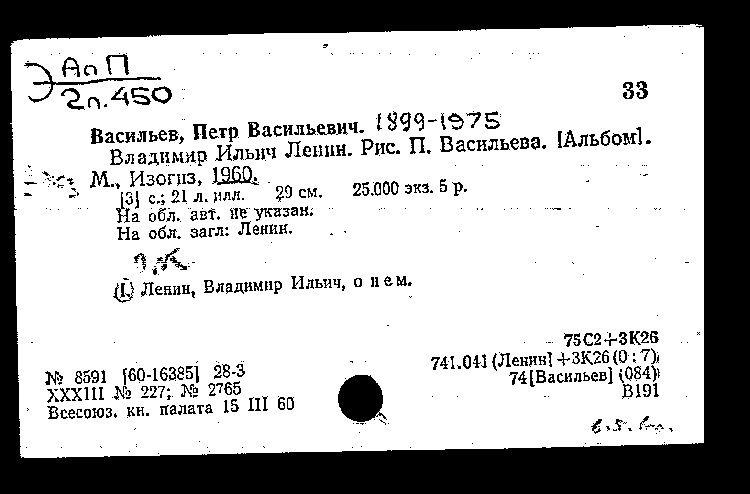 Э АпП
2п.450
33
Васильев, Петр Васильевич. 1899-1975
Владимир Ильич Ленин. Рис. П. Васильева. [Альбом].
М., Изогиз, 1960.
[3] с.; 21 л. илл. 29 см. 25.000 экз. 5 р.
На обл. авт. не указан.
На обл. загл: Ленин.
(I.) Ленин, Владимир Ильич, о нем.
75С2+3К26
№ 8591 [60-16385] 28-3 741.041 (Ленин] +3К26 (0 : 7)
XXXIII № 227; № 2765 74 [Васильев] (084)
Всесоюз. кн. палата 15 III 60 В191